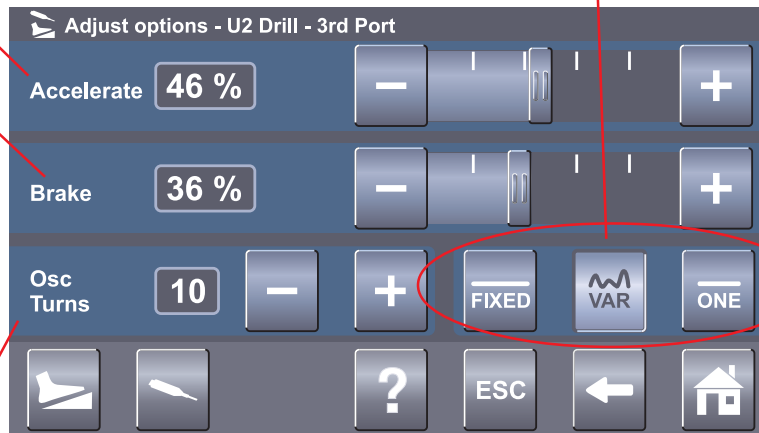 Adjust options - U2 Drill - 3rd Port
Accelerate 46 % − +
Brake 36 % − +
Osc
Turns 10 − + FIXED VAR ONE
? ESC